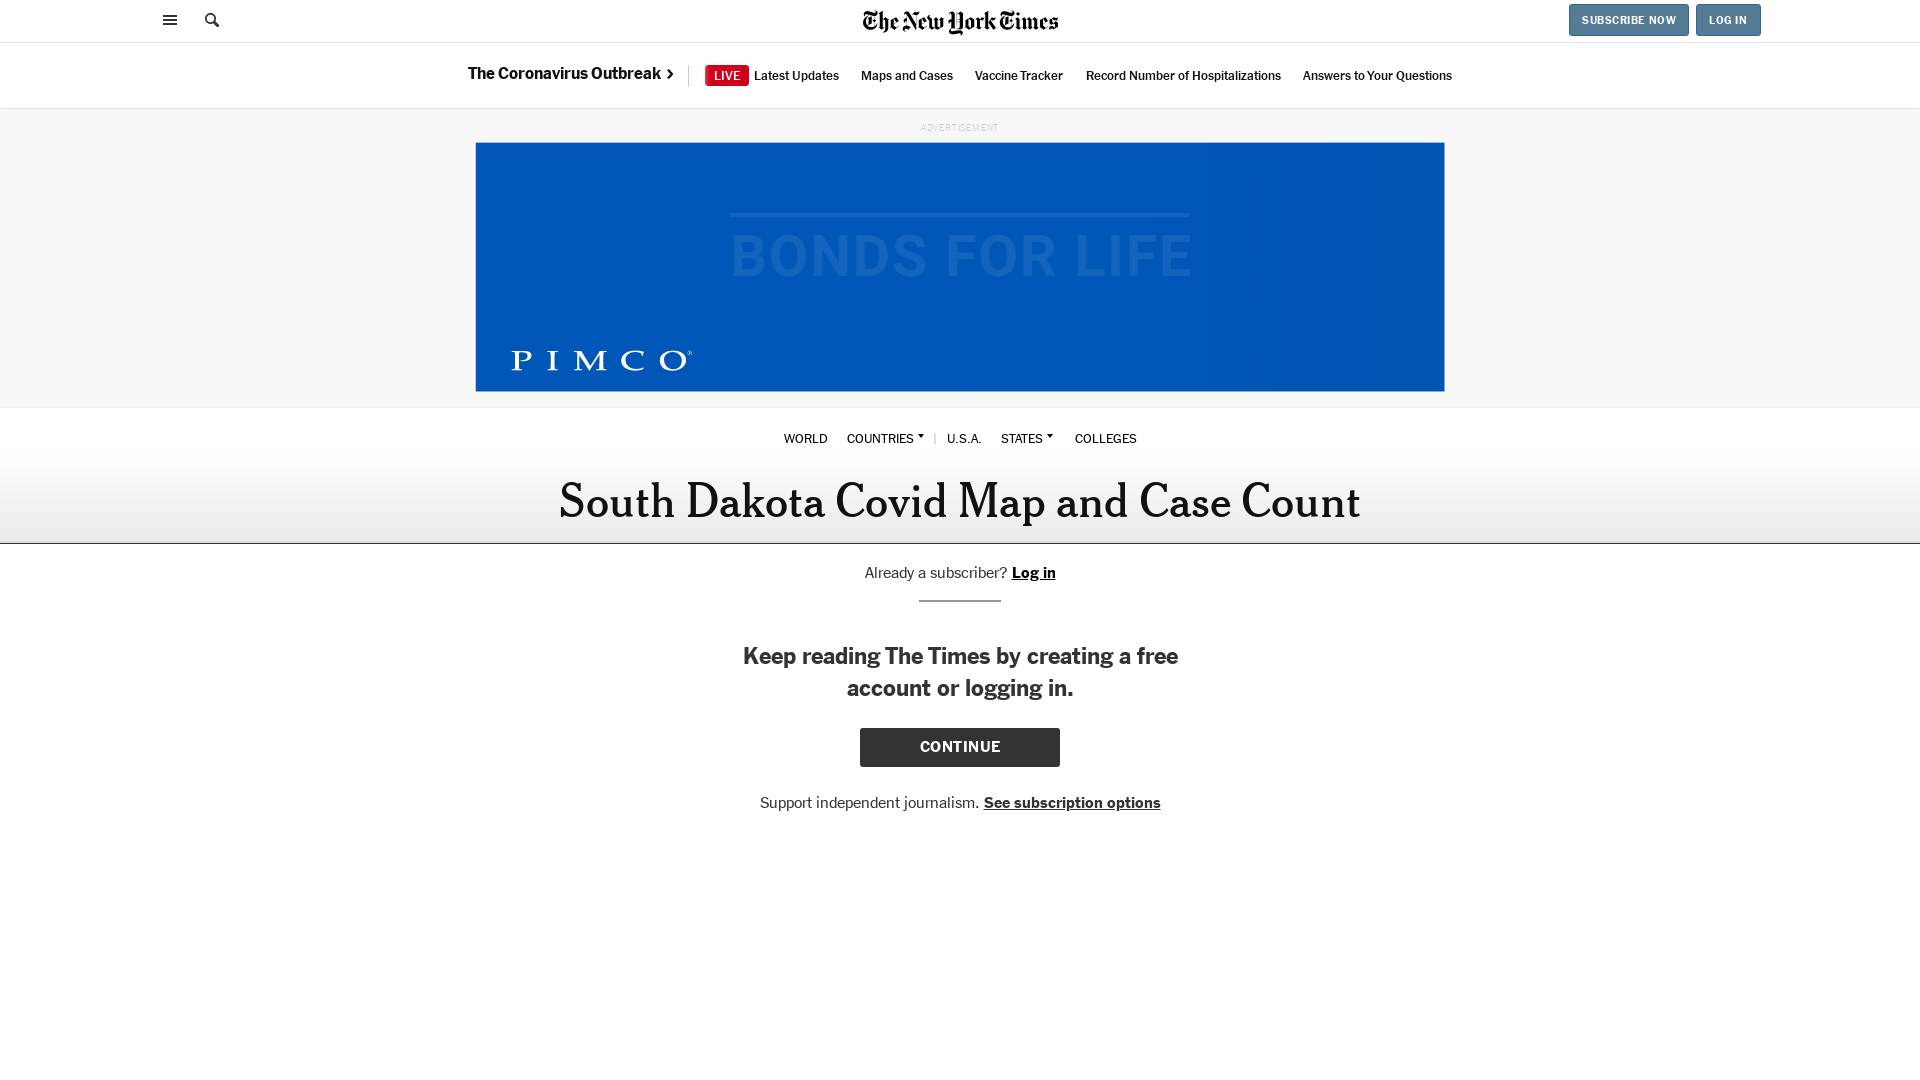 The New York Times
SUBSCRIBE NOW
LOG IN
The Coronavirus Outbreak
LIVE Latest Updates
Maps and Cases
Vaccine Tracker
Record Number of Hospitalizations
Answers to Your Questions
ADVERTISEMENT
BONDS FOR LIFE
PIMCO®
WORLD
COUNTRIES
U.S.A.
STATES
COLLEGES
South Dakota Covid Map and Case Count
Already a subscriber? Log in
Keep reading The Times by creating a free
account or logging in.
CONTINUE
Support independent journalism. See subscription options